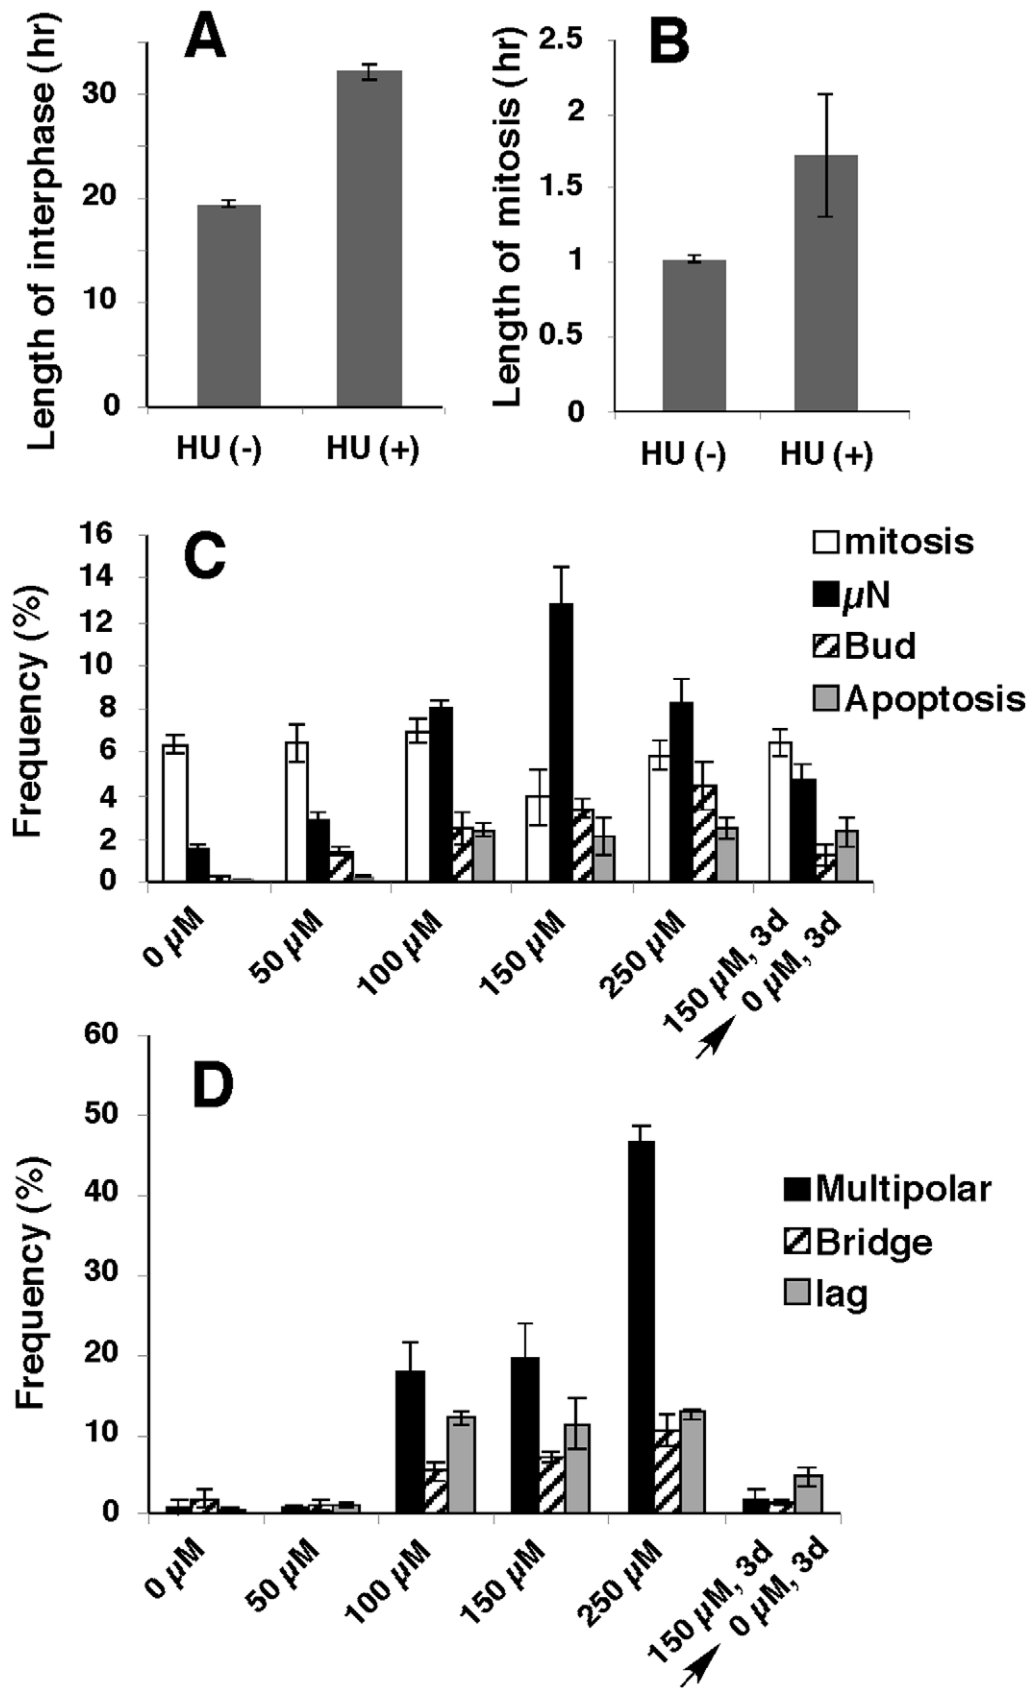 A
Length of interphase (hr)
30
20
10
0
HU (-)
HU (+)
B
Length of mitosis (hr)
2.5
2
1.5
1
0.5
0
HU (-)
HU (+)
C
Frequency (%)
16
14
12
10
8
6
4
2
0
mitosis
µN
Bud
Apoptosis
0 µM
50 µM
100 µM
150 µM
250 µM
150 µM, 3d
0 µM, 3d
D
Frequency (%)
60
50
40
30
20
10
0
Multipolar
Bridge
lag
0 µM
50 µM
100 µM
150 µM
250 µM
150 µM, 3d
0 µM, 3d